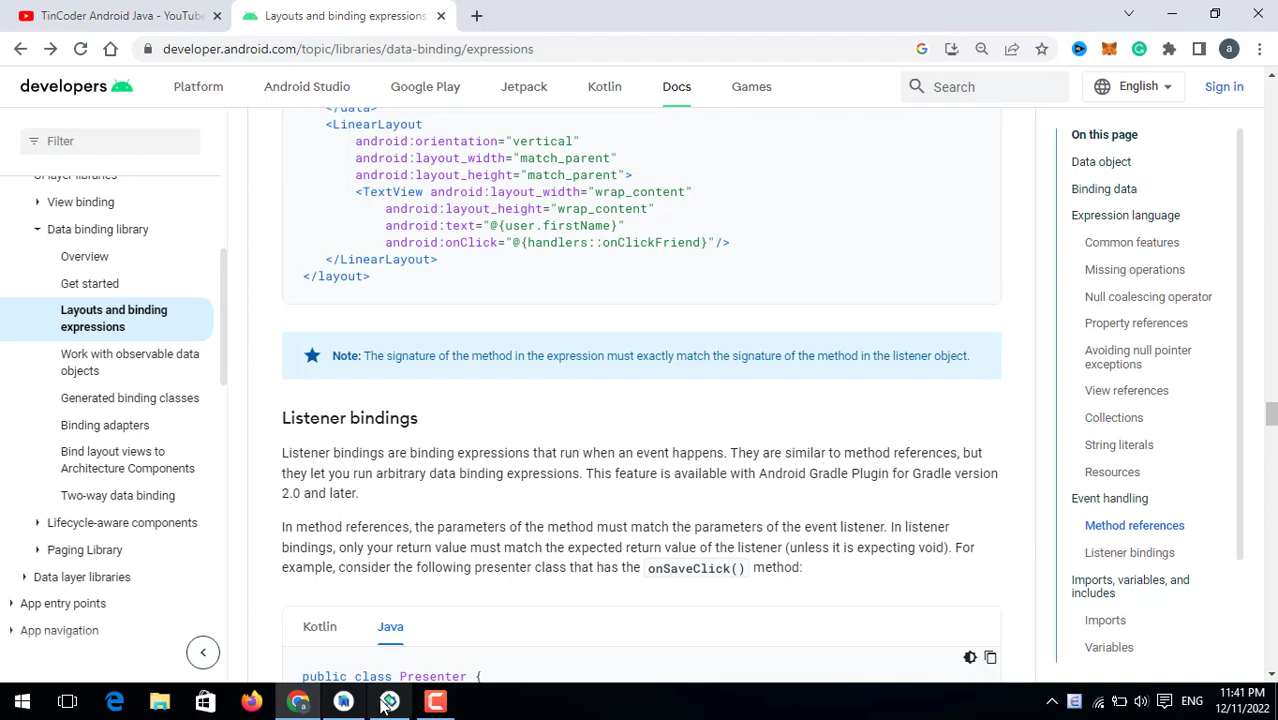 TinCoder Android Java - YouTube
Layouts and binding expressions
developer.android.com/topic/libraries/data-binding/expressions
a
developers
Platform
Android Studio
Google Play
Jetpack
Kotlin
Docs
Games
Search
English
Sign in
Filter
UI layer libraries
View binding
Data binding library
Overview
Get started
Layouts and binding
expressions
Work with observable data
objects
Generated binding classes
Binding adapters
Bind layout views to
Architecture Components
Two-way data binding
Lifecycle-aware components
Paging Library
Data layer libraries
App entry points
App navigation
</data>
<LinearLayout
android:orientation="vertical"
android:layout_width="match_parent"
android:layout_height="match_parent">
<TextView android:layout_width="wrap_content"
android:layout_height="wrap_content"
android:text="@{user.firstName}"
android:onClick="@{handlers::onClickFriend}"/>
</LinearLayout>
</layout>
Note: The signature of the method in the expression must exactly match the signature of the method in the listener object.
Listener bindings
Listener bindings are binding expressions that run when an event happens. They are similar to method references, but
they let you run arbitrary data binding expressions. This feature is available with Android Gradle Plugin for Gradle version
2.0 and later.
In method references, the parameters of the method must match the parameters of the event listener. In listener
bindings, only your return value must match the expected return value of the listener (unless it is expecting void). For
example, consider the following presenter class that has the onSaveClick() method:
Kotlin
Java
public class Presenter {
On this page
Data object
Binding data
Expression language
Common features
Missing operations
Null coalescing operator
Property references
Avoiding null pointer
exceptions
View references
Collections
String literals
Resources
Event handling
Method references
Listener bindings
Imports, variables, and
includes
Imports
Variables
ENG
11:41 PM
12/11/2022